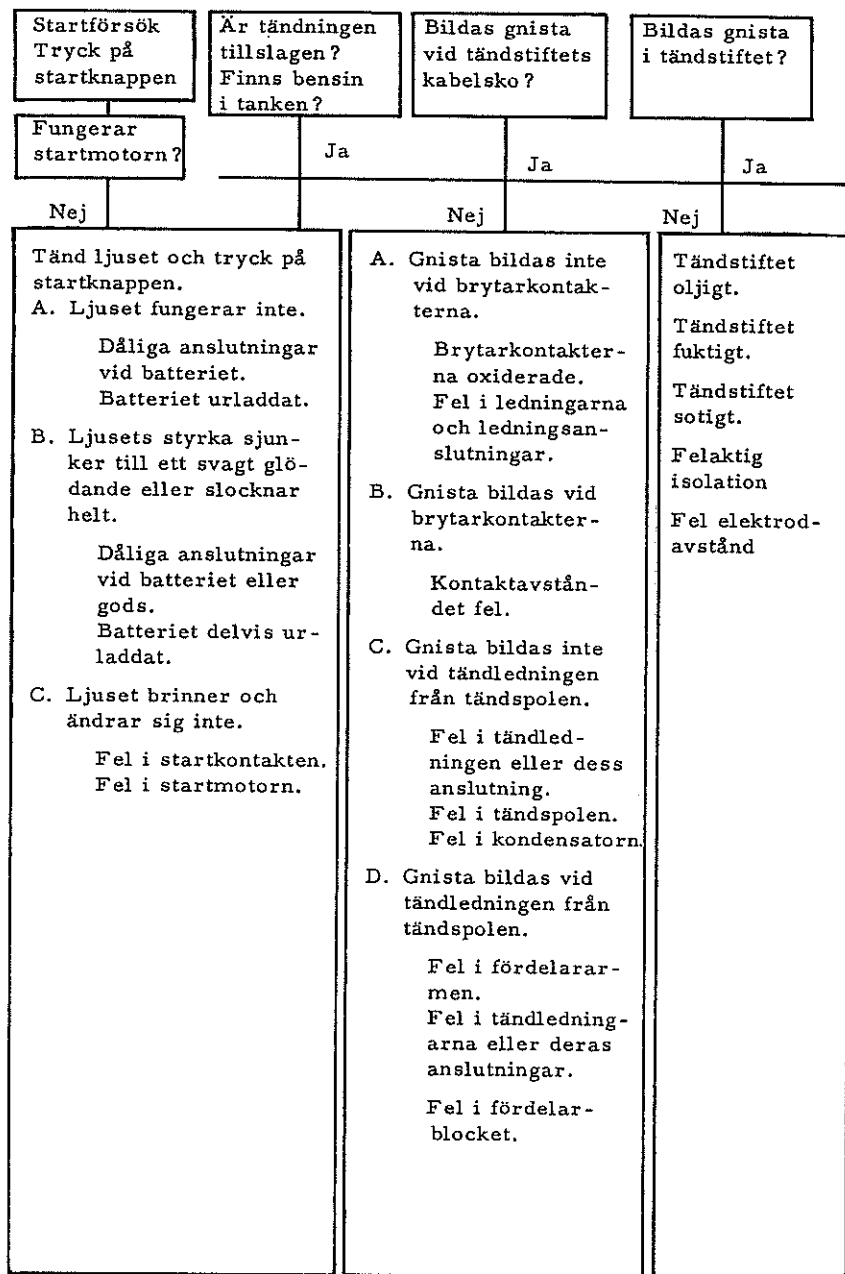 Startförsök
Tryck på
startknappen
Fungerar
startmotorn?
Nej
Är tändningen
tillslagen?
Finns bensin
i tanken?
Ja
Tänd ljuset och tryck på
startknappen.
A. Ljuset fungerar inte.
Dåliga anslutningar
vid batteriet.
Batteriet urladdat.
B. Ljusets styrka sjun-
ker till ett svagt glö-
dande eller slocknar
helt.
Dåliga anslutningar
vid batteriet eller
gods.
Batteriet delvis ur-
laddat.
C. Ljuset brinner och
ändrar sig inte.
Fel i startkontakten.
Fel i startmotorn.
Bildas gnista
vid tändstiftets
kabelsko?
Ja
Nej
A. Gnista bildas inte
vid brytarkontak-
terna.
Brytarkontakter-
na oxiderade.
Fel i ledningarna
och ledningsan-
slutningar.
B. Gnista bildas vid
brytarkontakter-
na.
Kontaktavstån-
det fel.
C. Gnista bildas inte
vid tändledningen
från tändspolen.
Fel i tändled-
ningen eller dess
anslutning.
Fel i tändspolen.
Fel i kondensatorn.
D. Gnista bildas vid
tändledningen från
tändspolen.
Fel i fördelarar-
men.
Fel i tändledning-
arna eller deras
anslutningar.
Fel i fördelar-
blocket.
Bildas gnista
i tändstiftet?
Ja
Nej
Tändstiftet
oljigt.
Tändstiftet
fuktigt.
Tändstiftet
sotigt.
Felaktig
isolation
Fel elektrod-
avstånd